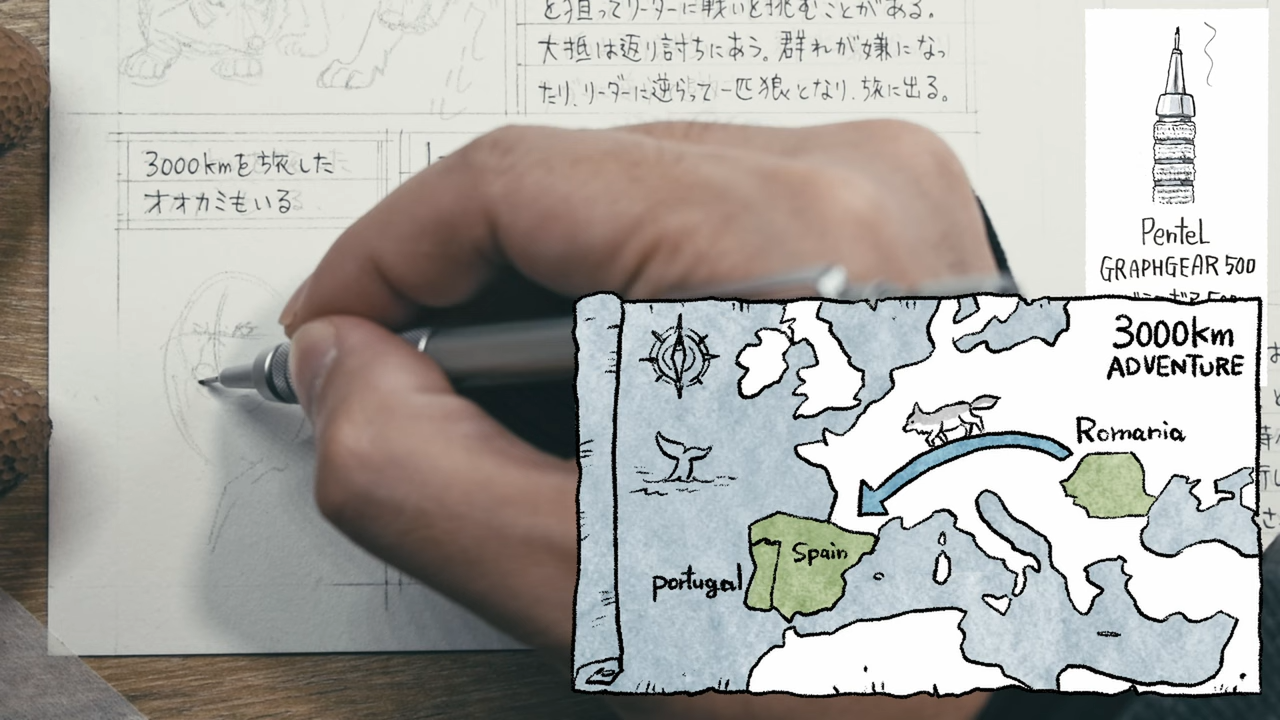 と狙ってリーダーに戦いを挑むことがある。
大抵は返り討ちにあう。群れが嫌になっ
たり、リーダーに逆らって一匹狼となり、旅に出る。
3000kmを旅した
オオカミもいる
Pentel
GRAPHGEAR 500
3000km
ADVENTURE
Romania
Spain
portugal